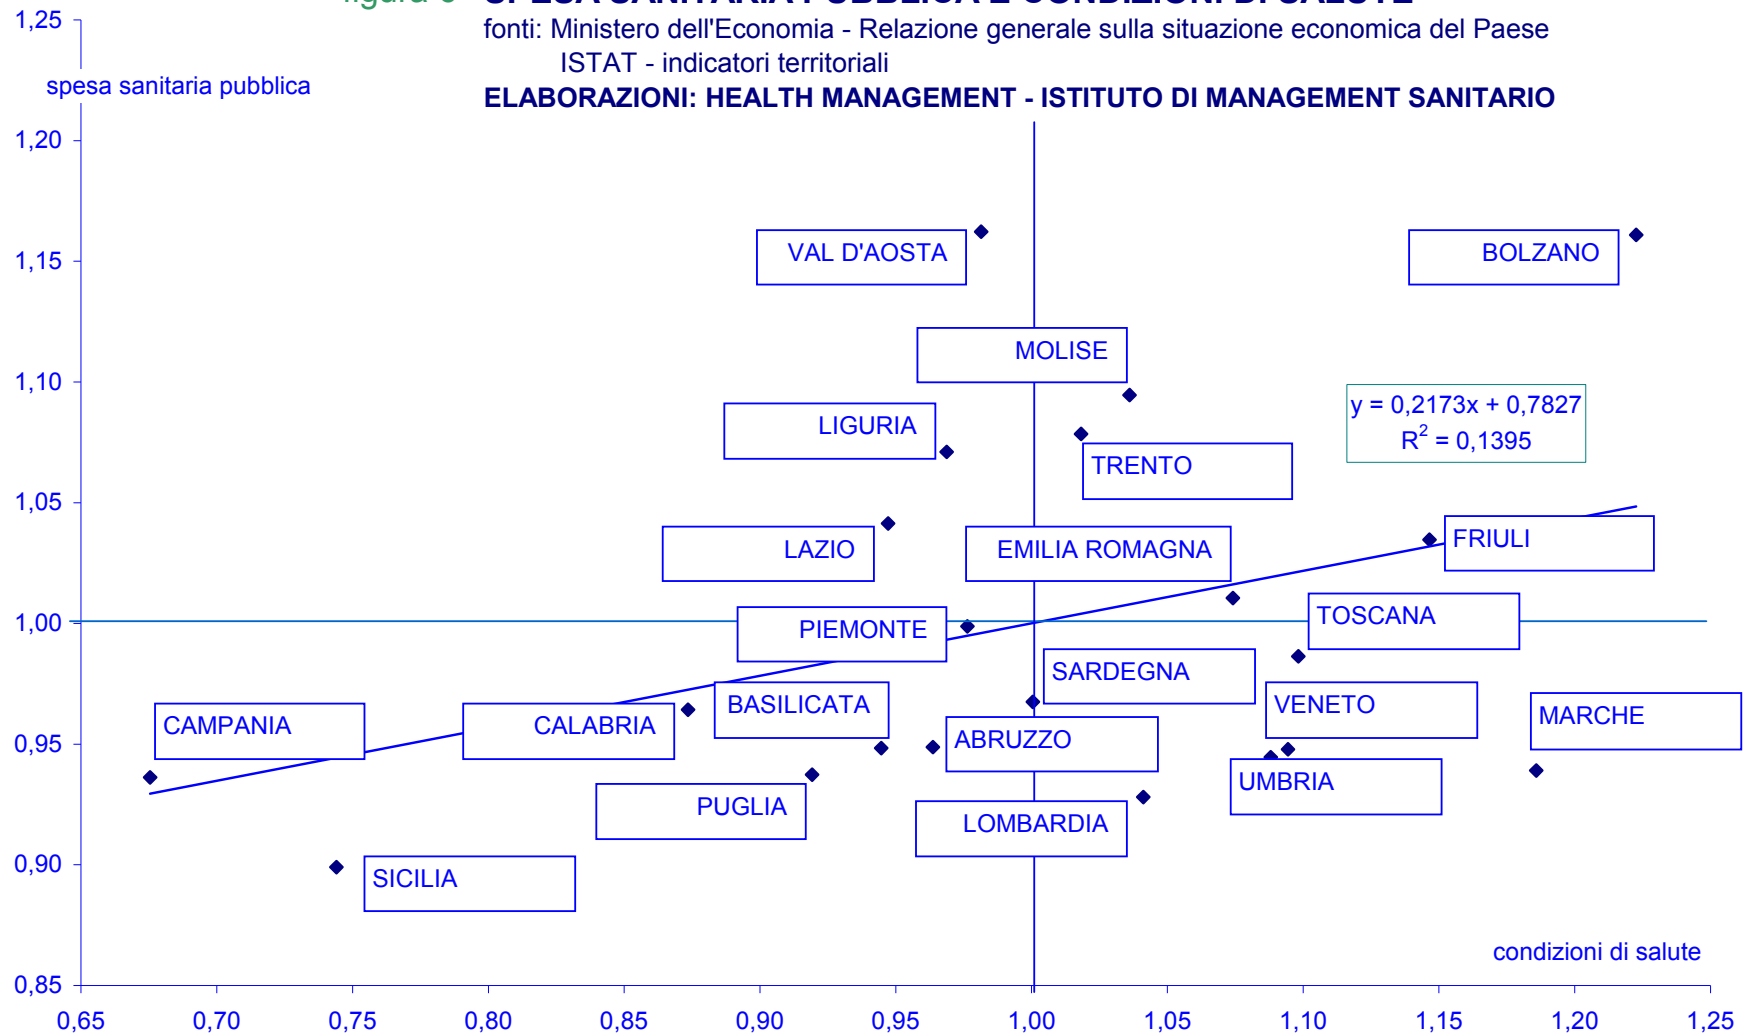 fonti: Ministero dell'Economia - Relazione generale sulla situazione economica del Paese
ISTAT - indicatori territoriali
ELABORAZIONI: HEALTH MANAGEMENT - ISTITUTO DI MANAGEMENT SANITARIO
1,25
spesa sanitaria pubblica
1,20
1,15
1,10
1,05
1,00
0,95
0,90
0,85
VAL D'AOSTA
BOLZANO
MOLISE
y = 0,2173x + 0,7827
R² = 0,1395
LIGURIA
TRENTO
LAZIO
EMILIA ROMAGNA
FRIULI
TOSCANA
PIEMONTE
SARDEGNA
BASILICATA
VENETO
MARCHE
CAMPANIA
CALABRIA
ABRUZZO
UMBRIA
PUGLIA
LOMBARDIA
SICILIA
condizioni di salute
0,65 0,70 0,75 0,80 0,85 0,90 0,95 1,00 1,05 1,10 1,15 1,20 1,25